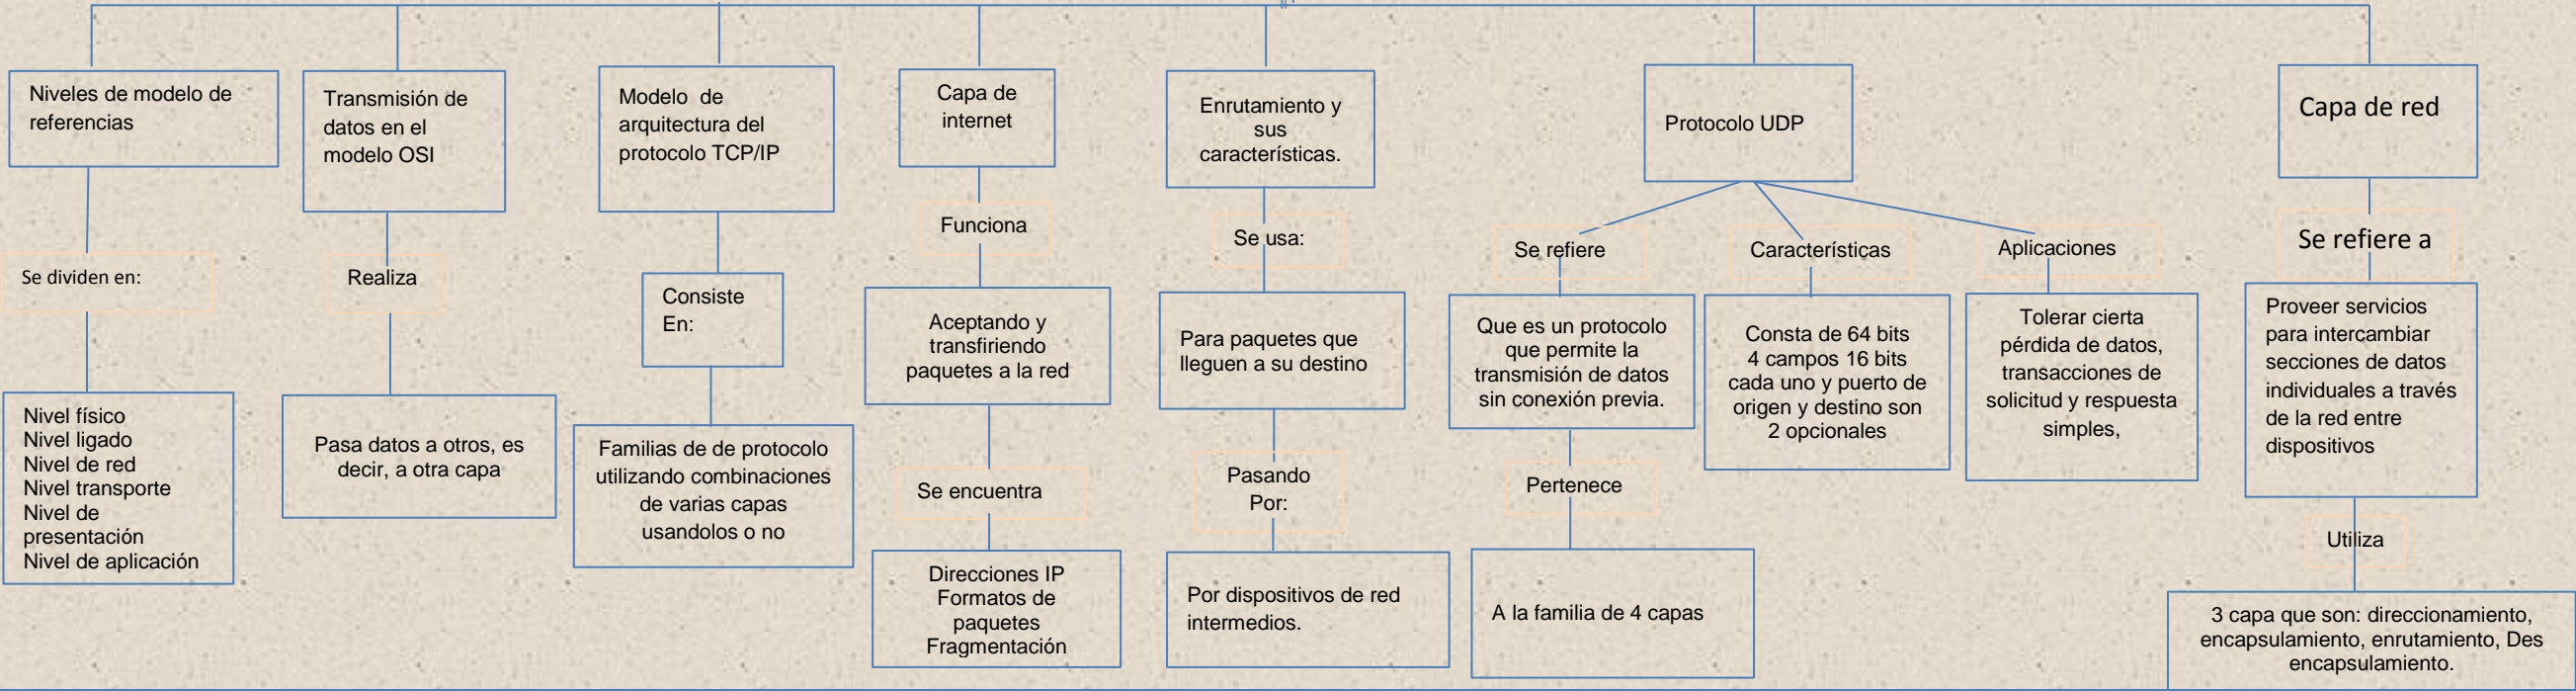 Niveles de modelo de
referencias
Se dividen en:
Nivel físico
Nivel ligado
Nivel de red
Nivel transporte
Nivel de
presentación
Nivel de aplicación
Transmisión de
datos en el
modelo OSI
Realiza
Pasa datos a otros, es
decir, a otra capa
Modelo de
arquitectura del
protocolo TCP/IP
Consiste
En:
Familias de de protocolo
utilizando combinaciones
de varias capas
usandolos o no
Capa de
internet
Funciona
Aceptando y
transfiriendo
paquetes a la red
Se encuentra
Direcciones IP
Formatos de
paquetes
Fragmentación
Enrutamiento y
sus
características.
Se usa:
Para paquetes que
lleguen a su destino
Pasando
Por:
Por dispositivos de red
intermedios.
Protocolo UDP
Se refiere
Que es un protocolo
que permite la
transmisión de datos
sin conexión previa.
Pertenece
A la familia de 4 capas
Características
Consta de 64 bits
4 campos 16 bits
cada uno y puerto de
origen y destino son
2 opcionales
Aplicaciones
Tolerar cierta
pérdida de datos,
transacciones de
solicitud y respuesta
simples,
Capa de red
Se refiere a
Proveer servicios
para intercambiar
secciones de datos
individuales a través
de la red entre
dispositivos
Utiliza
3 capa que son: direccionamiento,
encapsulamiento, enrutamiento, Des
encapsulamiento.